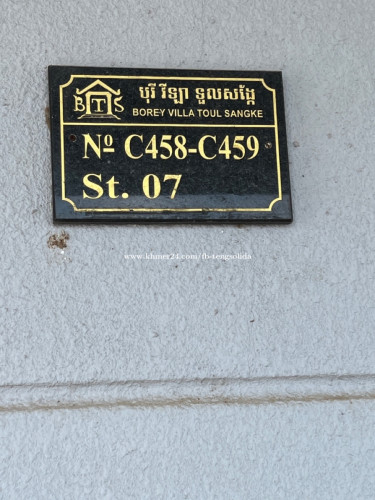 BTS
បុរី វីឡា ទួលសង្កែ
BOREY VILLA TOUL SANGKE
Nº C458-C459
St. 07
www.khmer24.com/fb-sengsolida